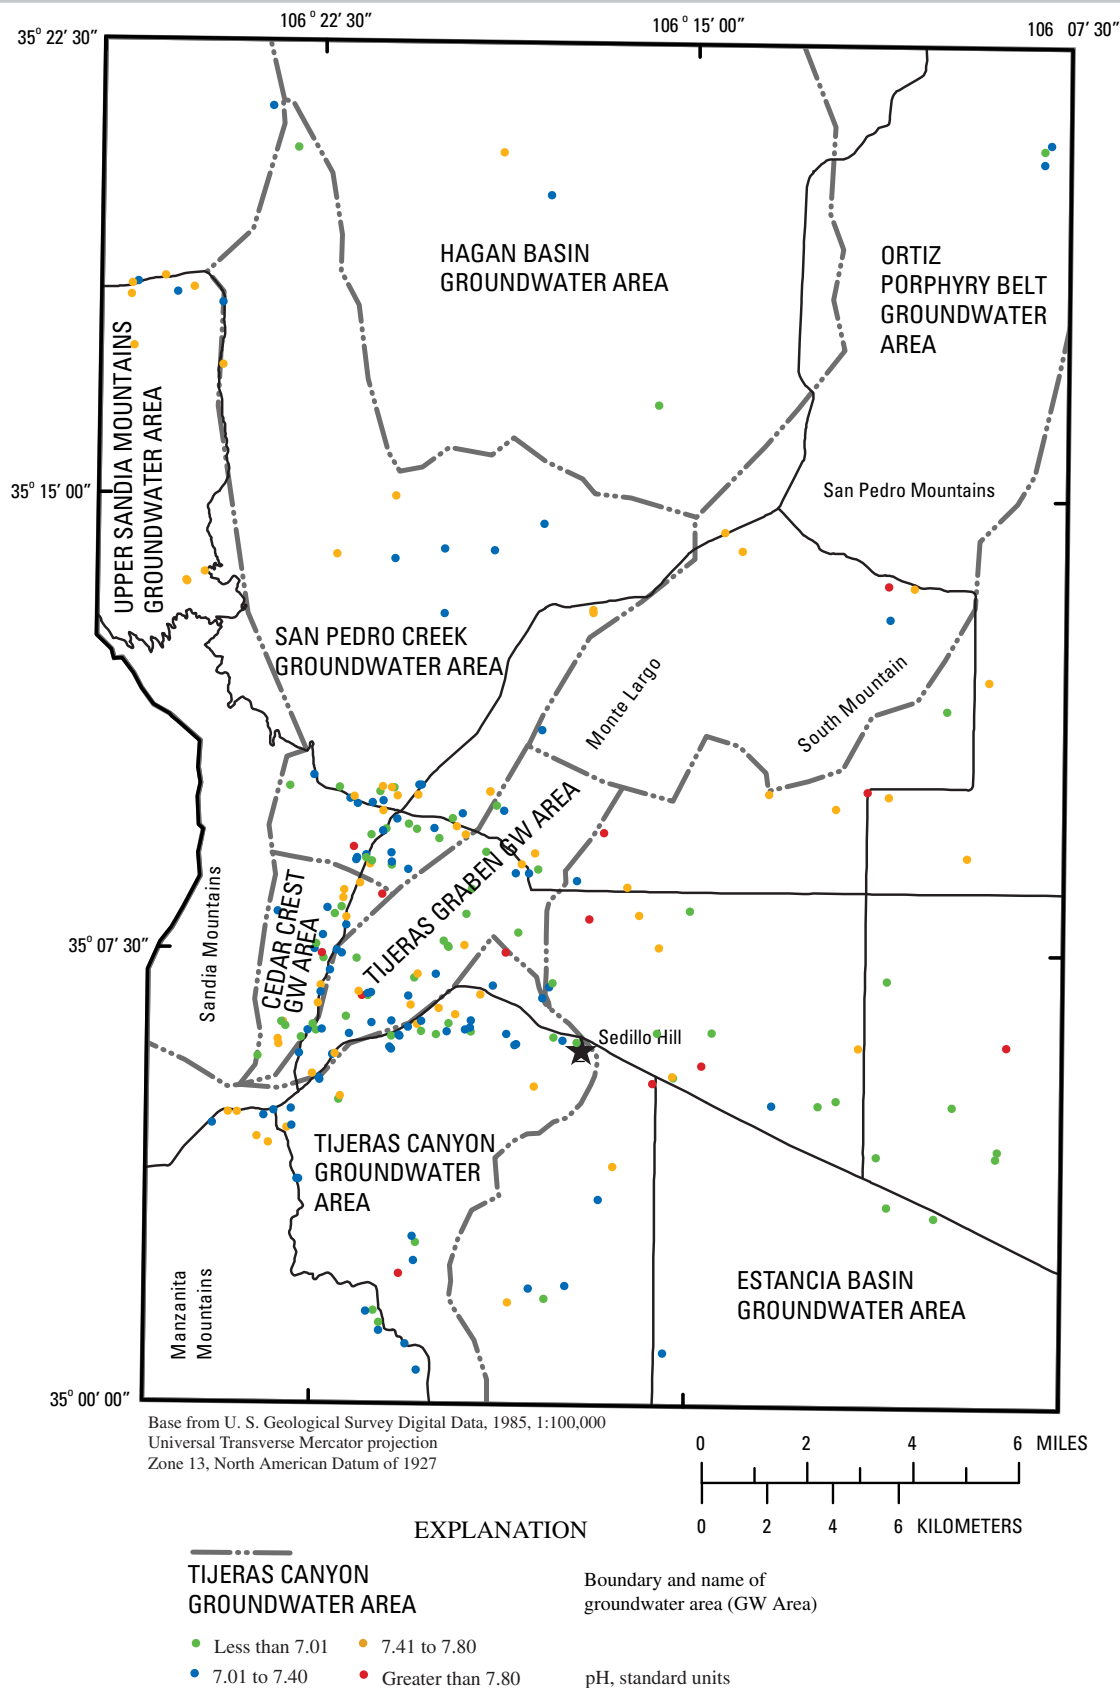 106° 22' 30"
106° 15' 00"
106° 07' 30"
35° 22' 30"
HAGAN BASIN
GROUNDWATER AREA
ORTIZ
PORPHYRY BELT
GROUNDWATER
AREA
UPPER SANDIA MOUNTAINS
GROUNDWATER AREA
35° 15' 00"
San Pedro Mountains
SAN PEDRO CREEK
GROUNDWATER AREA
Monte Largo
South Mountain
TIJERAS GRABEN GW AREA
CEDAR CREST
GW AREA
Sandia Mountains
35° 07' 30"
Sedillo Hill
TIJERAS CANYON
GROUNDWATER
AREA
Manzanita
Mountains
ESTANCIA BASIN
GROUNDWATER AREA
35° 00' 00"
Base from U. S. Geological Survey Digital Data, 1985, 1:100,000
Universal Transverse Mercator projection
Zone 13, North American Datum of 1927
0 2 4 6 MILES
0 2 4 6 KILOMETERS
EXPLANATION
TIJERAS CANYON
GROUNDWATER AREA
Boundary and name of
groundwater area (GW Area)
Less than 7.01
7.41 to 7.80
7.01 to 7.40
Greater than 7.80
pH, standard units